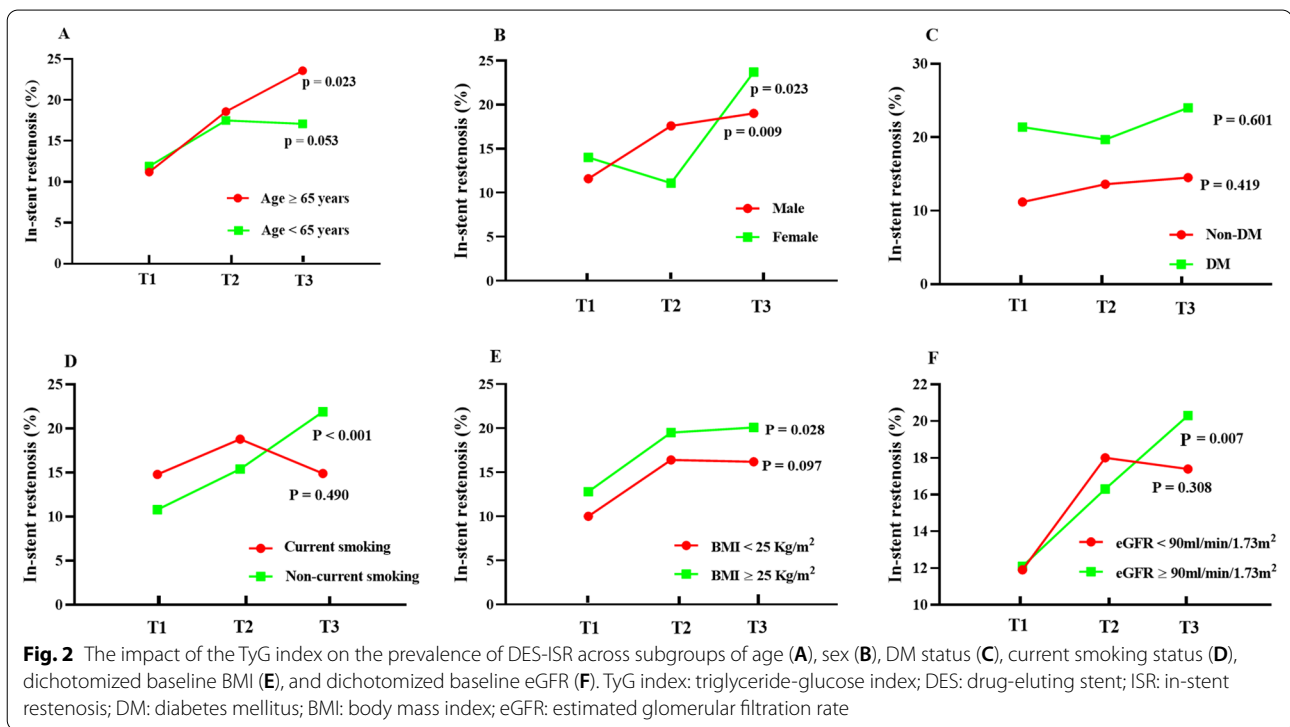 A
In-stent restenosis (%)
25
20
15
10
5
0
T1
T2
T3
p = 0.023
p = 0.053
Age ≥ 65 years
Age < 65 years
B
In-stent restenosis (%)
25
20
15
10
5
0
T1
T2
T3
p = 0.023
p = 0.009
Male
Female
C
In-stent restenosis (%)
30
20
10
0
T1
T2
T3
P = 0.601
P = 0.419
Non-DM
DM
D
In-stent restenosis (%)
25
20
15
10
5
0
T1
T2
T3
P < 0.001
P = 0.490
Current smoking
Non-current smoking
E
In-stent restenosis (%)
25
20
15
10
5
0
T1
T2
T3
P = 0.028
P = 0.097
BMI < 25 Kg/m²
BMI ≥ 25 Kg/m²
F
In-stent restenosis (%)
22
20
18
16
14
12
10
T1
T2
T3
P = 0.007
P = 0.308
eGFR < 90ml/min/1.73m²
eGFR ≥ 90ml/min/1.73m²
Fig. 2 The impact of the TyG index on the prevalence of DES-ISR across subgroups of age (A), sex (B), DM status (C), current smoking status (D),
dichotomized baseline BMI (E), and dichotomized baseline eGFR (F). TyG index: triglyceride-glucose index; DES: drug-eluting stent; ISR: in-stent
restenosis; DM: diabetes mellitus; BMI: body mass index; eGFR: estimated glomerular filtration rate